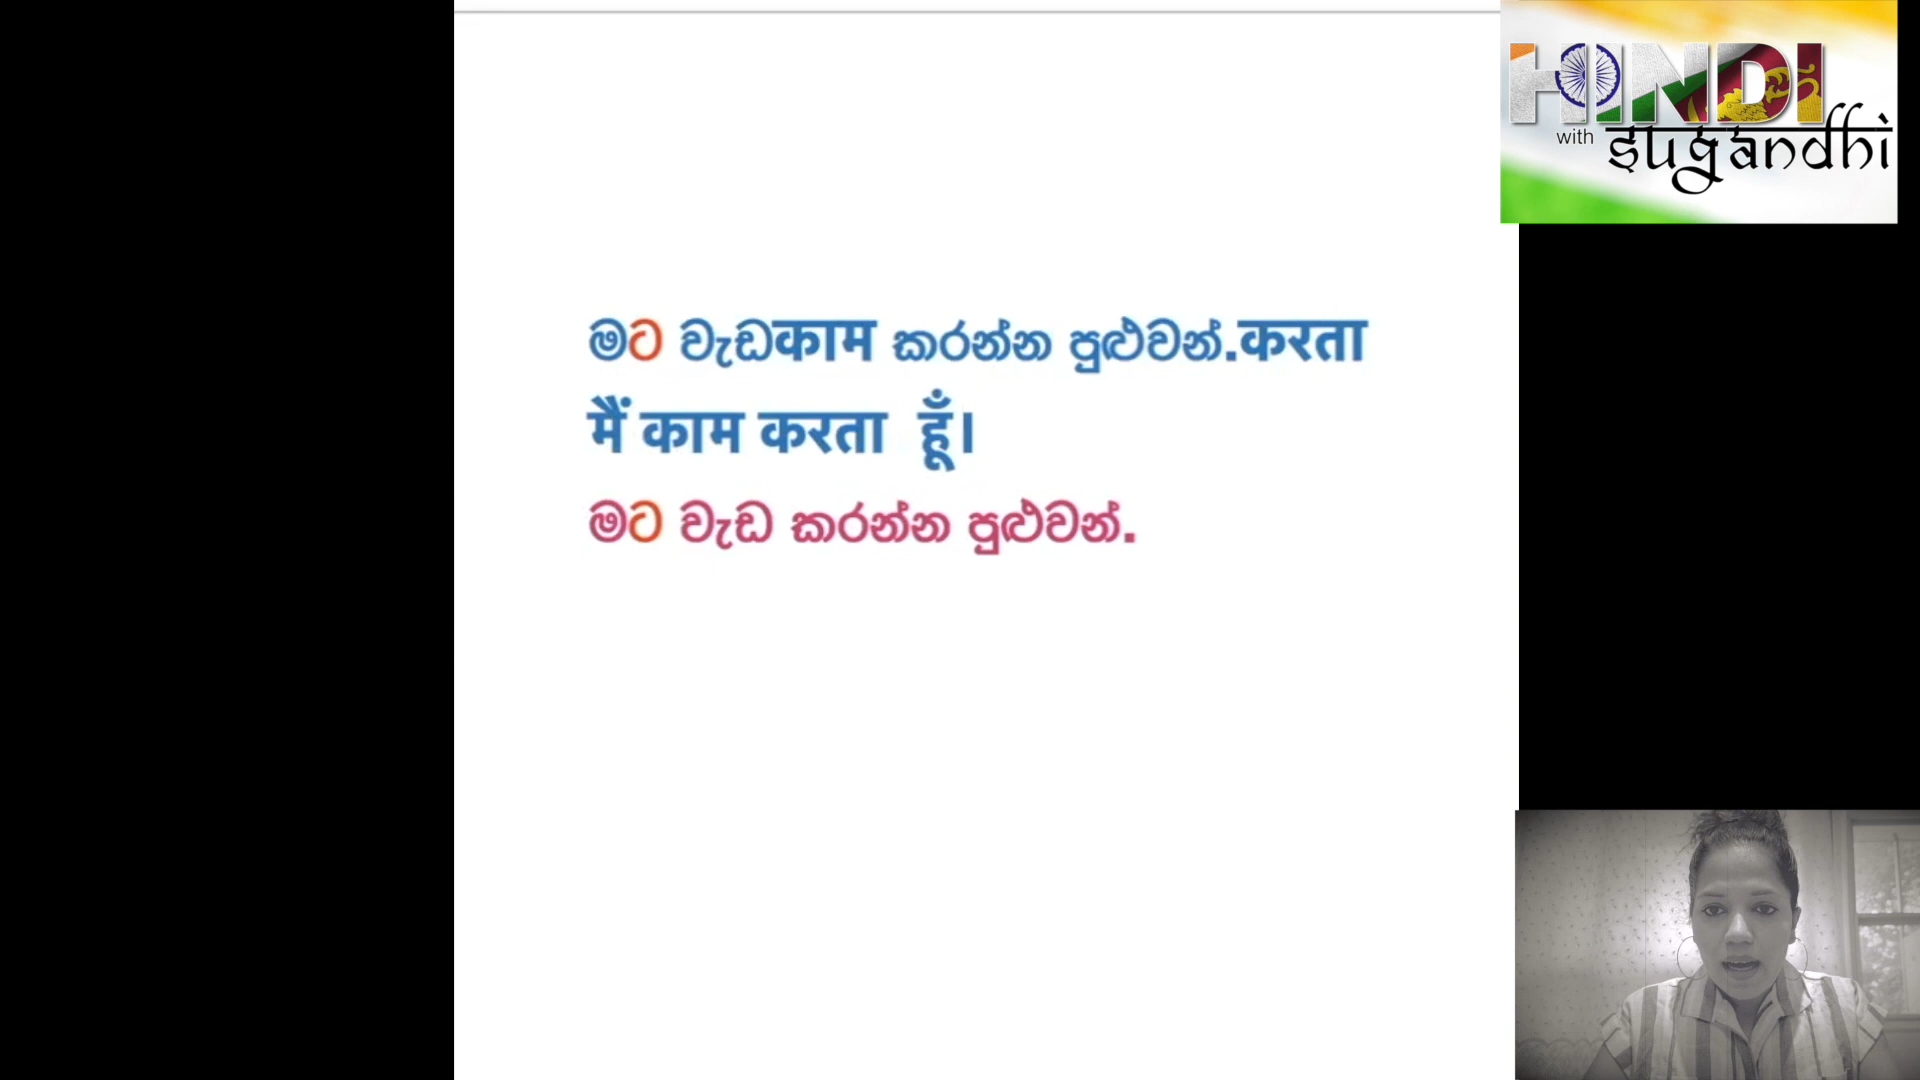 HINDI
with sugandhi
මට වැඩකාम කරන්න පුළුවන්.करता
मैं काम करता हूँ।
මට වැඩ කරන්න පුළුවන්.